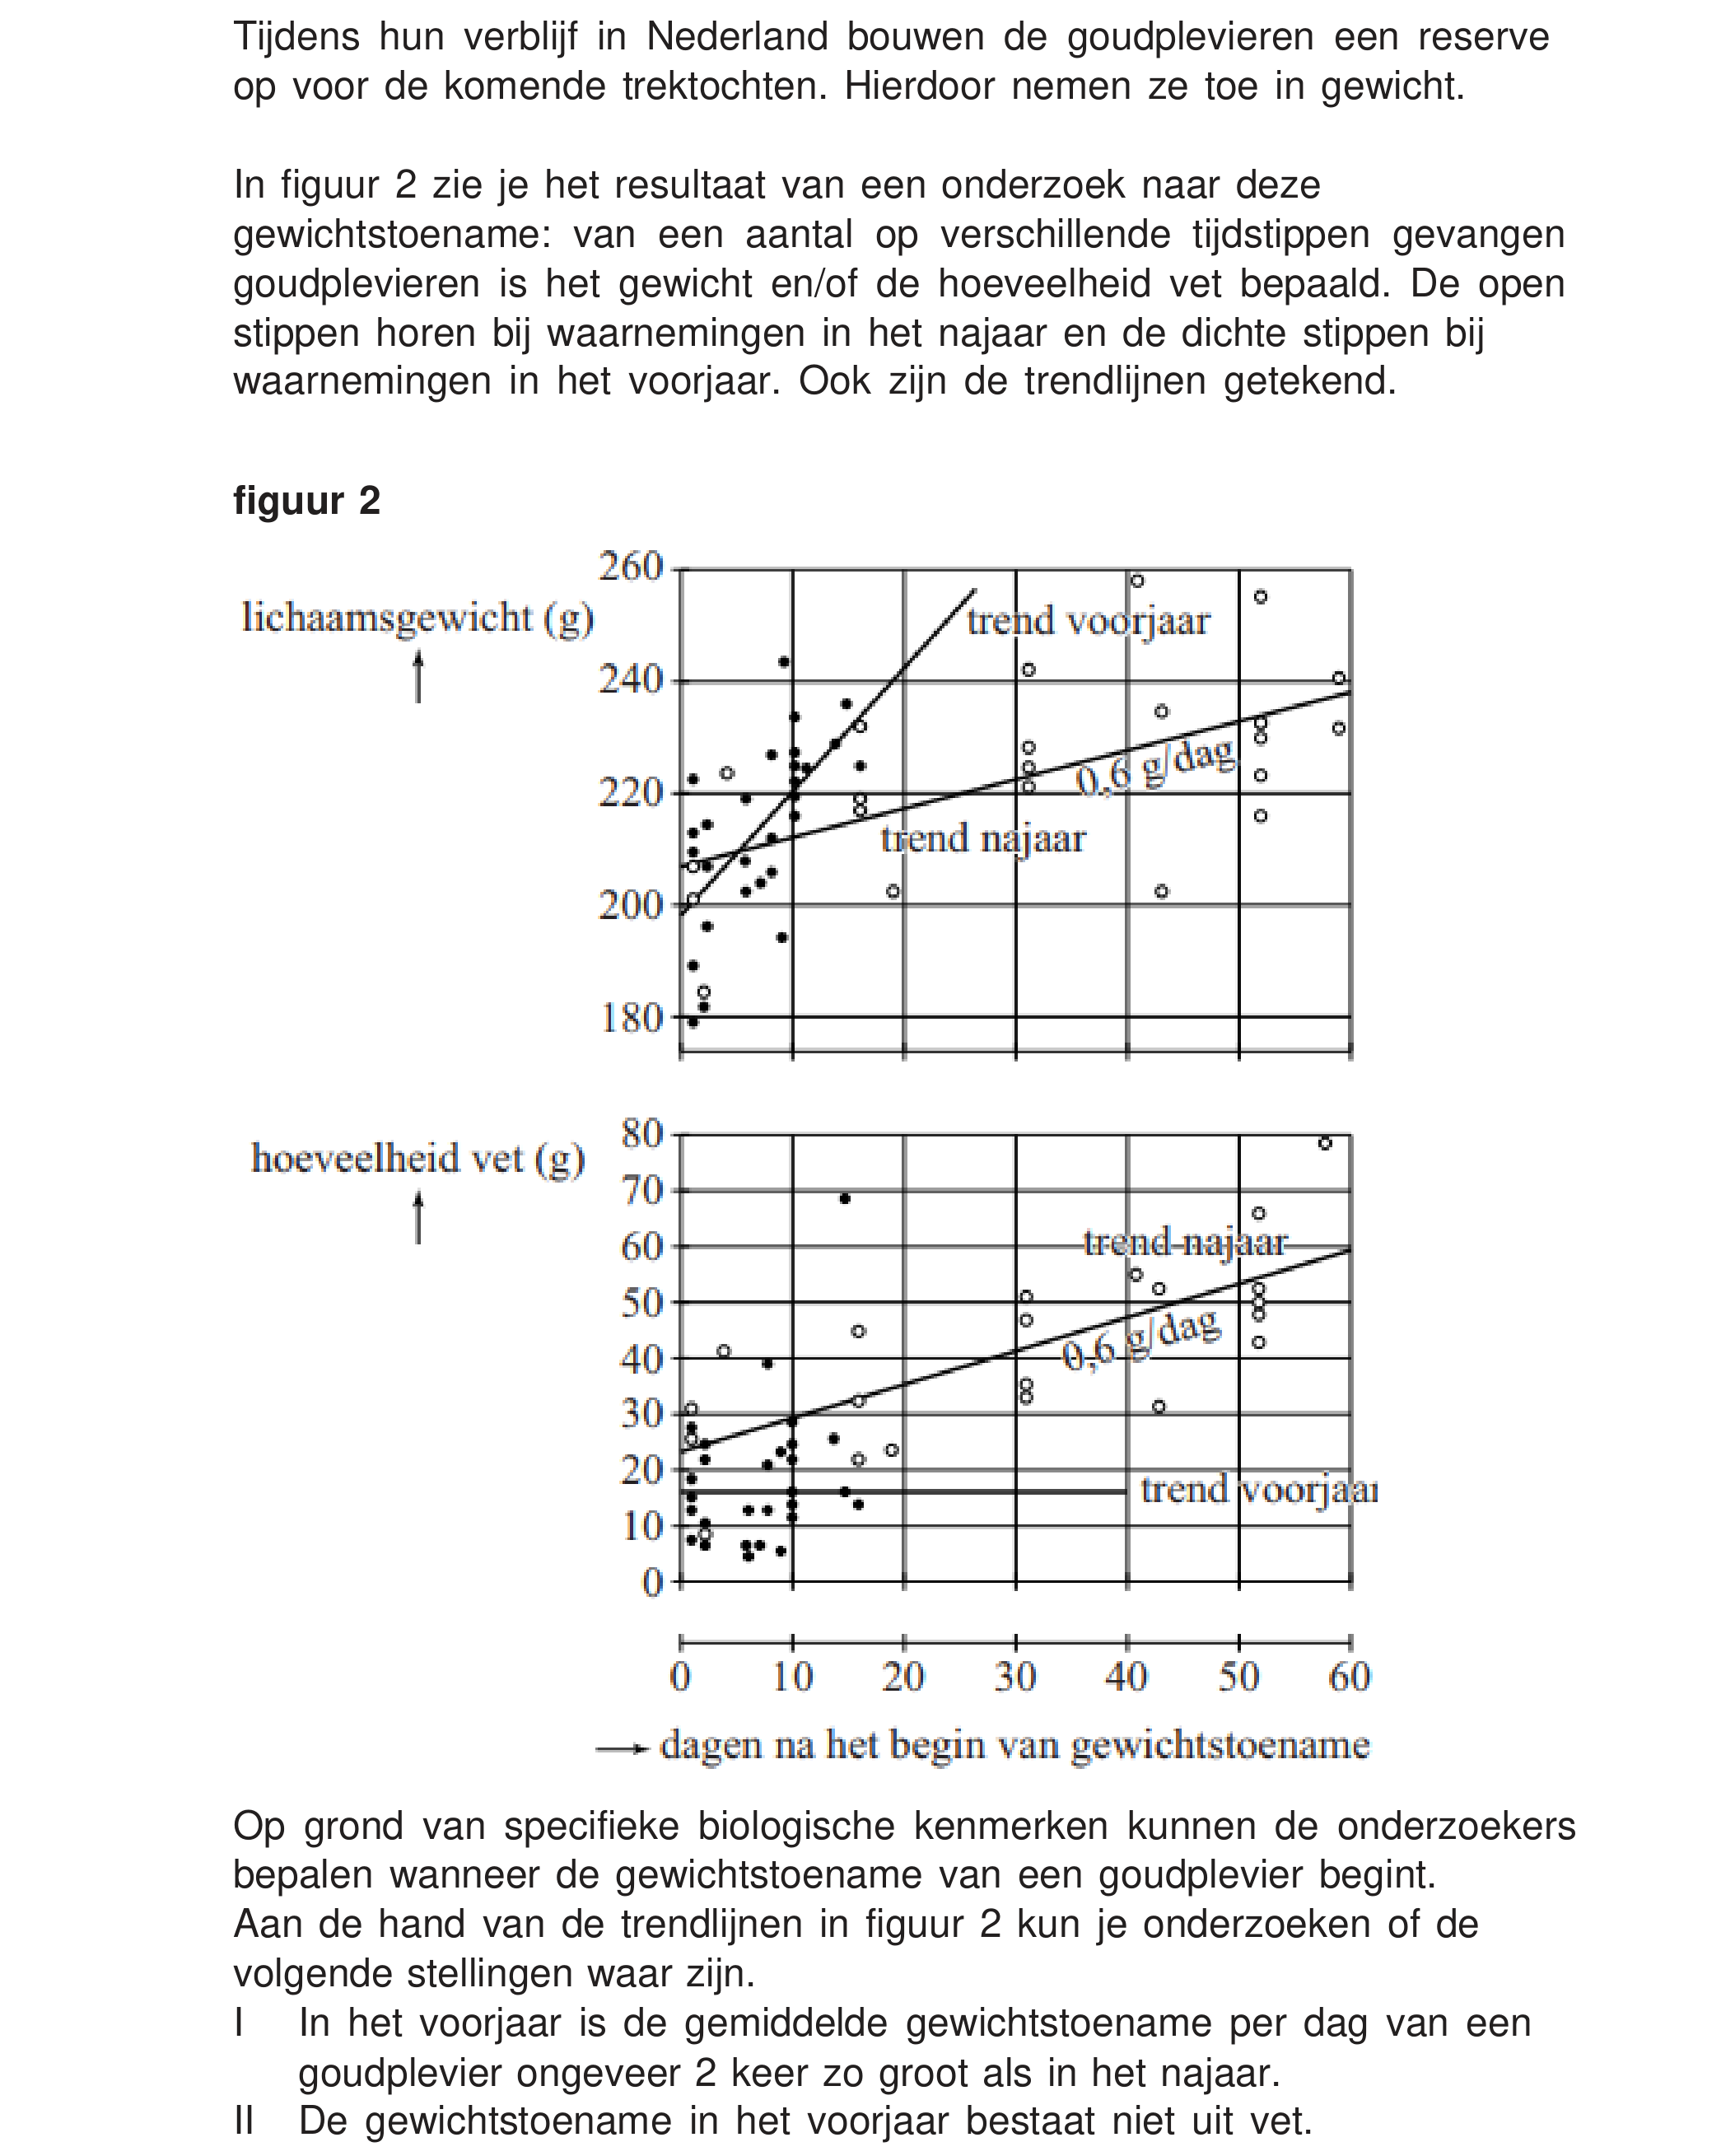 Tijdens hun verblijf in Nederland bouwen de goudplevieren een reserve
op voor de komende trektochten. Hierdoor nemen ze toe in gewicht.
In figuur 2 zie je het resultaat van een onderzoek naar deze
gewichtstoename: van een aantal op verschillende tijdstippen gevangen
goudplevieren is het gewicht en/of de hoeveelheid vet bepaald. De open
stippen horen bij waarnemingen in het najaar en de dichte stippen bij
waarnemingen in het voorjaar. Ook zijn de trendlijnen getekend.
figuur 2
lichaamsgewicht (g)
260
240
220
200
180
trend voorjaar
0,6 g/dag
trend najaar
hoeveelheid vet (g)
80
70
60
50
40
30
20
10
0
trend najaar
0,6 g/dag
trend voorjaar
0 10 20 30 40 50 60
dagen na het begin van gewichtstoename
Op grond van specifieke biologische kenmerken kunnen de onderzoekers
bepalen wanneer de gewichtstoename van een goudplevier begint.
Aan de hand van de trendlijnen in figuur 2 kun je onderzoeken of de
volgende stellingen waar zijn.
I In het voorjaar is de gemiddelde gewichtstoename per dag van een
goudplevier ongeveer 2 keer zo groot als in het najaar.
II De gewichtstoename in het voorjaar bestaat niet uit vet.